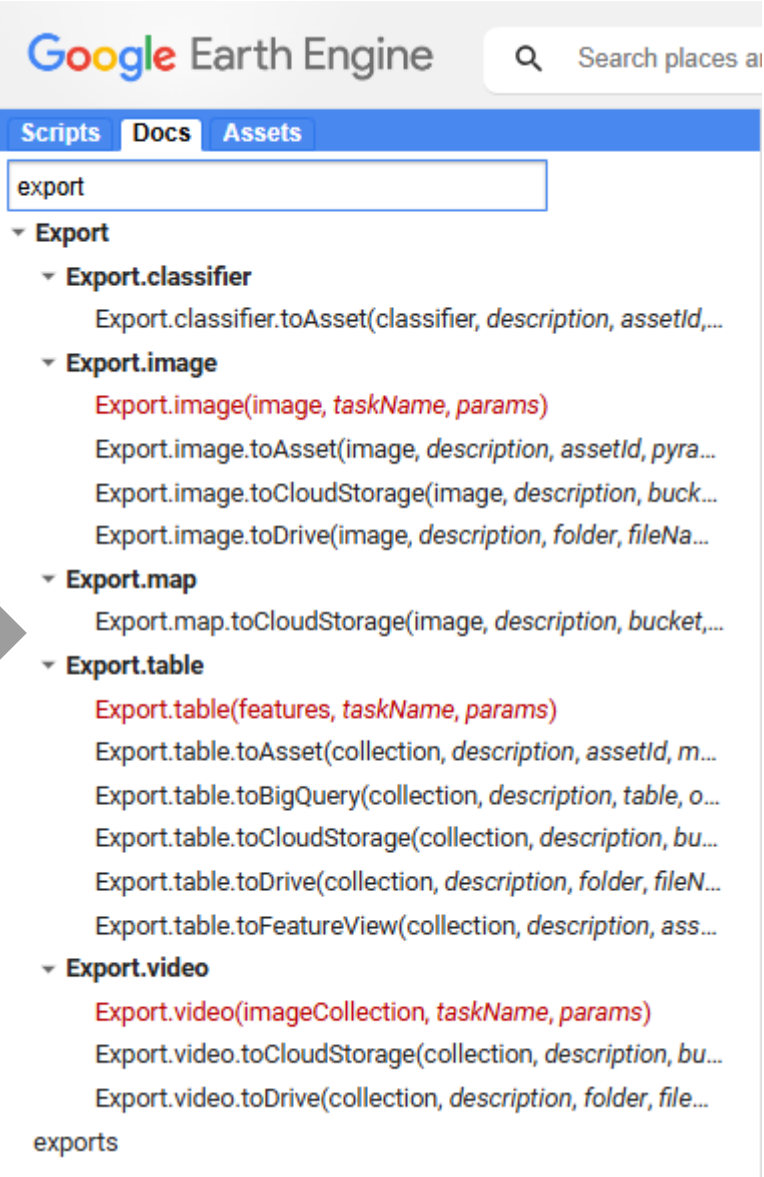 Google Earth Engine
Search places
Scripts Docs Assets
export
Export
Export.classifier
Export.classifier.toAsset(classifier, description, assetId,...
Export.image
Export.image(image, taskName, params)
Export.image.toAsset(image, description, assetId, pyra...
Export.image.toCloudStorage(image, description, buck...
Export.image.toDrive(image, description, folder, fileNa...
Export.map
Export.map.toCloudStorage(image, description, bucket,...
Export.table
Export.table(features, taskName, params)
Export.table.toAsset(collection, description, assetId, m...
Export.table.toBigQuery(collection, description, table, o...
Export.table.toCloudStorage(collection, description, bu...
Export.table.toDrive(collection, description, folder, fileN...
Export.table.toFeatureView(collection, description, ass...
Export.video
Export.video(imageCollection, taskName, params)
Export.video.toCloudStorage(collection, description, bu...
Export.video.toDrive(collection, description, folder, file...
exports